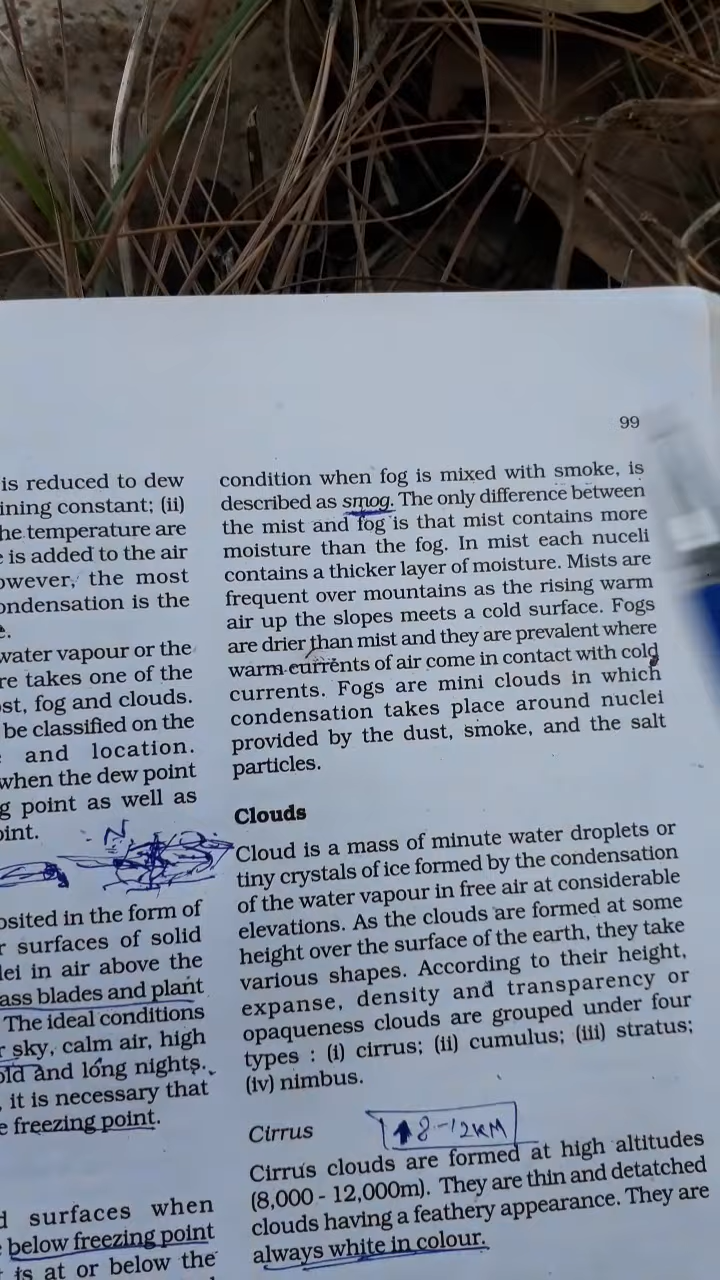 99
is reduced to dew
ining constant; (ii)
he temperature are
is added to the air
owever, the most
ondensation is the
e.
water vapour or the
re takes one of the
st, fog and clouds.
be classified on the
and location.
when the dew point
g point as well as
oint.
N
osited in the form of
r surfaces of solid
lei in air above the
ass blades and plant
The ideal conditions
r sky, calm air, high
old and long nights.
, it is necessary that
e freezing point.
d surfaces when
below freezing point
is at or below the
condition when fog is mixed with smoke, is
described as smog. The only difference between
the mist and fog is that mist contains more
moisture than the fog. In mist each nuceli
contains a thicker layer of moisture. Mists are
frequent over mountains as the rising warm
air up the slopes meets a cold surface. Fogs
are drier than mist and they are prevalent where
warm currents of air come in contact with cold
currents. Fogs are mini clouds in which
condensation takes place around nuclei
provided by the dust, smoke, and the salt
particles.
Clouds
Cloud is a mass of minute water droplets or
tiny crystals of ice formed by the condensation
of the water vapour in free air at considerable
elevations. As the clouds are formed at some
height over the surface of the earth, they take
various shapes. According to their height,
expanse, density and transparency or
opaqueness clouds are grouped under four
types : (i) cirrus; (ii) cumulus; (iii) stratus;
(iv) nimbus.
Cirrus
↑8-12KM
Cirrus clouds are formed at high altitudes
(8,000 - 12,000m). They are thin and detatched
clouds having a feathery appearance. They are
always white in colour.